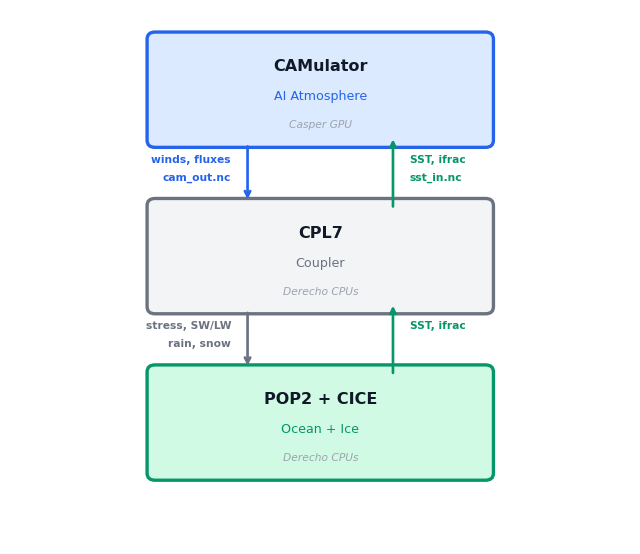 CAMulator
AI Atmosphere
Casper GPU
winds, fluxes
cam_out.nc
SST, ifrac
sst_in.nc
CPL7
Coupler
Derecho CPUs
stress, SW/LW
rain, snow
SST, ifrac
POP2 + CICE
Ocean + Ice
Derecho CPUs